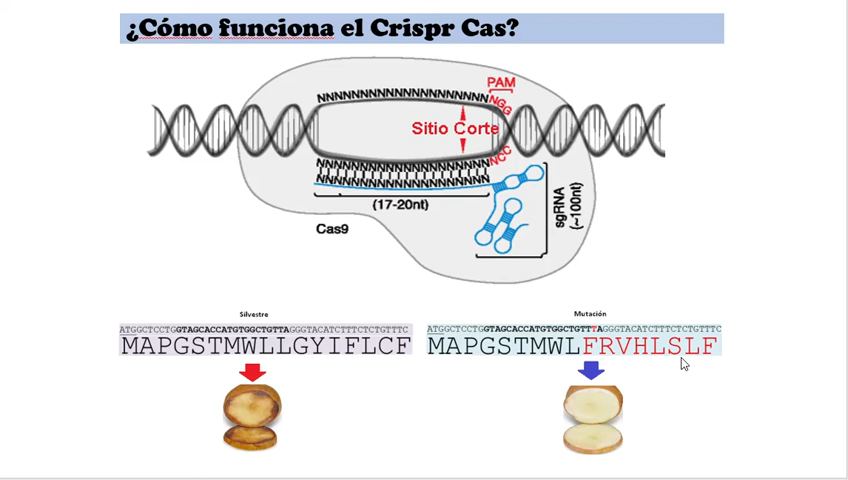 ¿Cómo funciona el Crispr Cas?
PAM
NNNNNNNNNNNNNNNNNNNNNGG
Sitio Corte
NNNNNNNNNNNNNNNNNNNNNCC
NNNNNNNNNNNNNNNNNNNN
(17-20nt)
sgRNA
(~100nt)
Cas9
Silvestre
ATGGCTCCTGGTAGCACCATGTGGCTGTTAGGGTACATCTTTCTCTGTTTC
MAPGSTMWLLGYIFLCF
Mutación
ATGGCTCCTGGTAGCACCATGTGGCTGTTTAGGGTACATCTTTCTCTGTTTC
MAPGSTMWLFRVHLSLF